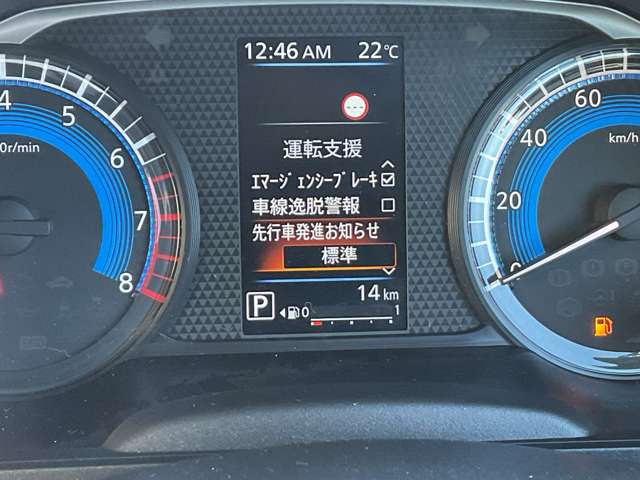 12:46 AM 22℃
運転支援
ｴﾏｰｼﾞｪﾝｼｰﾌﾞﾚｰｷ
車線逸脱警報
先行車発進お知らせ
標準
14 km
P 0 1
4 5 6 7 8
0r/min
0 20 40 60
km/h